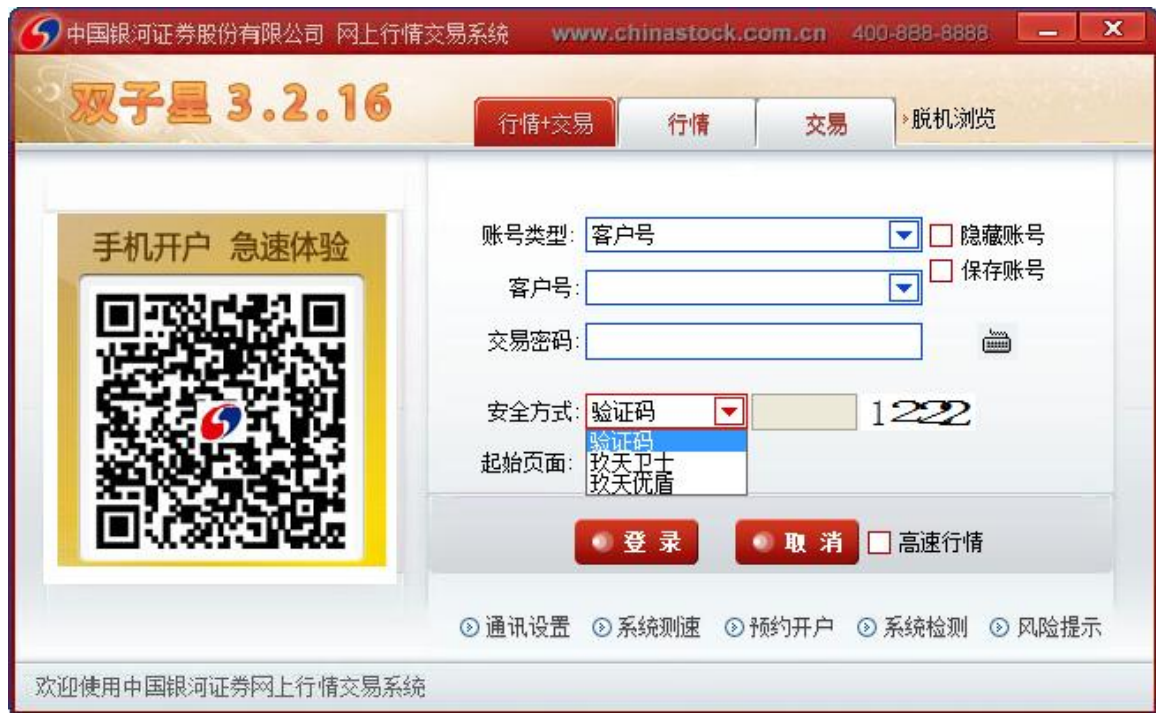 中国银河证券股份有限公司 网上行情交易系统 www.chinastock.com.cn 400-888-8888
双子星 3.2.16
行情+交易 行情 交易 脱机浏览
手机开户 急速体验
账号类型: 客户号 隐藏账号
保存账号
客户号:
交易密码:
安全方式: 验证码 1222
验证码
起始页面: 玖天卫士
玖天优盾
登录 取消 高速行情
通讯设置 系统测速 预约开户 系统检测 风险提示
欢迎使用中国银河证券网上行情交易系统